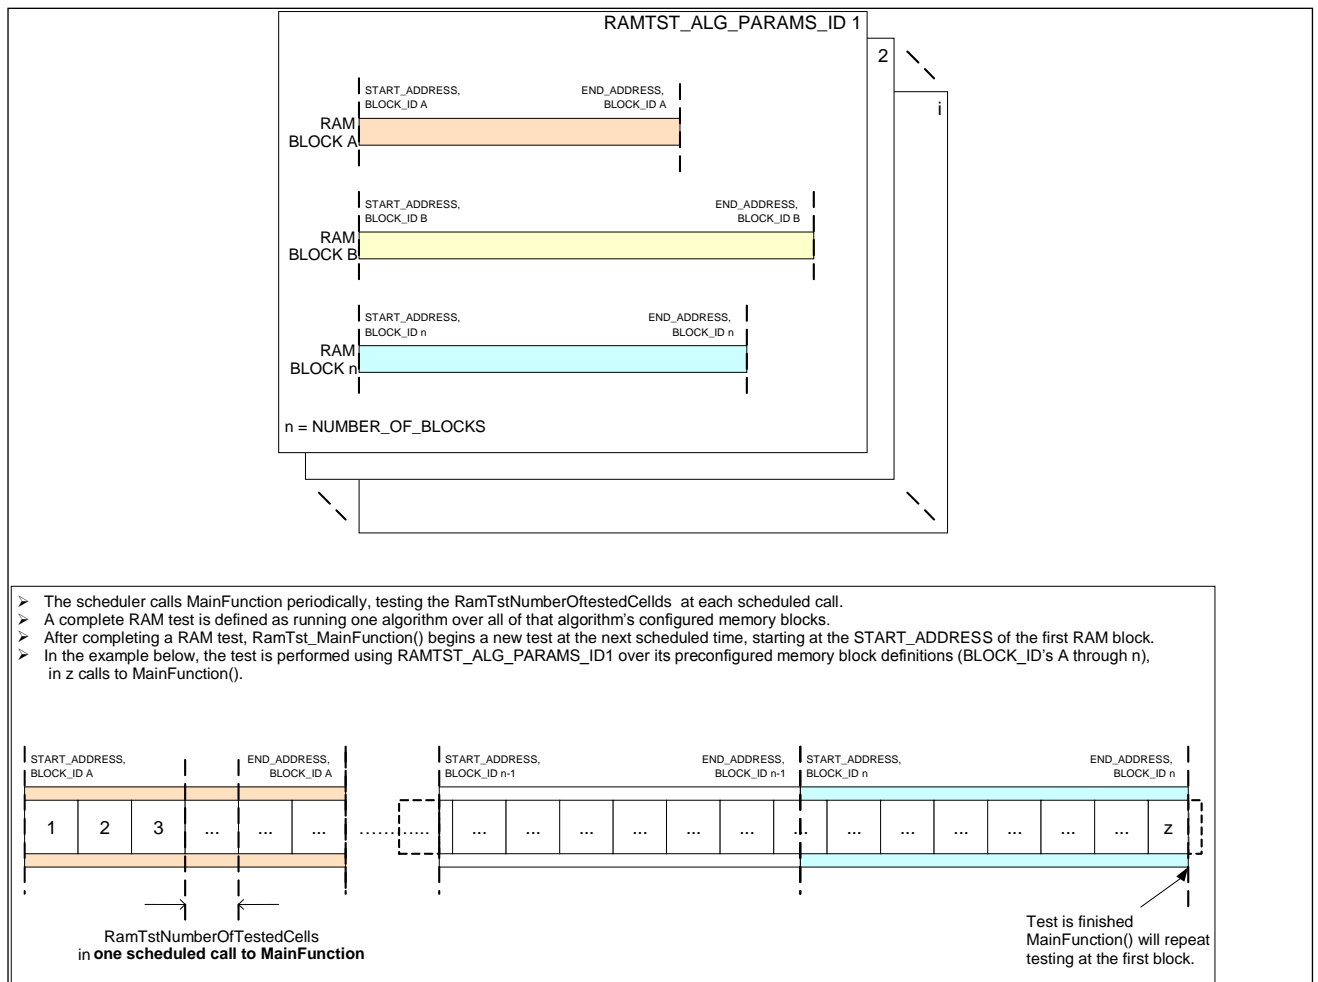 RAMTST_ALG_PARAMS_ID 1
2
i
START_ADDRESS,
BLOCK_ID A
END_ADDRESS,
BLOCK_ID A
RAM
BLOCK A
START_ADDRESS,
BLOCK_ID B
END_ADDRESS,
BLOCK_ID B
RAM
BLOCK B
START_ADDRESS,
BLOCK_ID n
END_ADDRESS,
BLOCK_ID n
RAM
BLOCK n
n = NUMBER_OF_BLOCKS
➢ The scheduler calls MainFunction periodically, testing the RamTstNumberOftestedCellds at each scheduled call.
➢ A complete RAM test is defined as running one algorithm over all of that algorithm's configured memory blocks.
➢ After completing a RAM test, RamTst_MainFunction() begins a new test at the next scheduled time, starting at the START_ADDRESS of the first RAM block.
➢ In the example below, the test is performed using RAMTST_ALG_PARAMS_ID1 over its preconfigured memory block definitions (BLOCK_ID's A through n),
in z calls to MainFunction().
START_ADDRESS,
BLOCK_ID A
END_ADDRESS,
BLOCK_ID A
START_ADDRESS,
BLOCK_ID n-1
END_ADDRESS,
BLOCK_ID n-1
START_ADDRESS,
BLOCK_ID n
END_ADDRESS,
BLOCK_ID n
1 2 3 ... ... ... ............ ... ... ... ... ... ... ... ... ... ... ... ... ... z
RamTstNumberOfTestedCells
in one scheduled call to MainFunction
Test is finished
MainFunction() will repeat
testing at the first block.